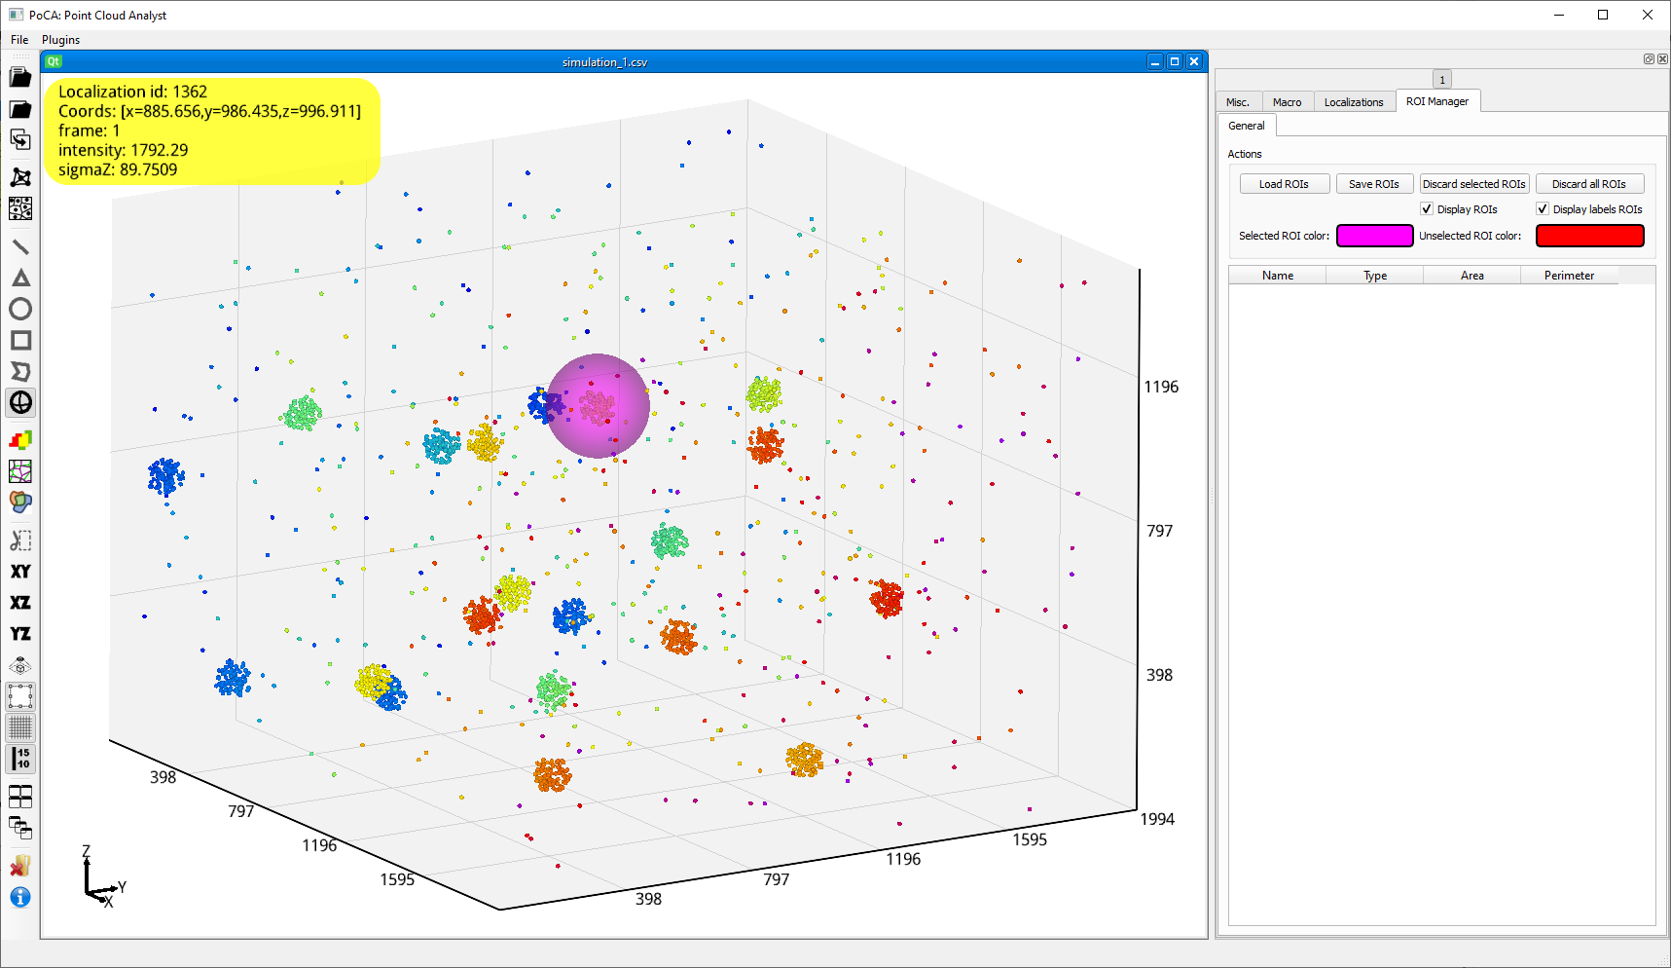 PoCA: Point Cloud Analyst
File Plugins
Qt simulation_1.csv
Localization id: 1362
Coords: [x=885.656,y=986.435,z=996.911]
frame: 1
intensity: 1792.29
sigmaZ: 89.7509
1196
797
398
1994
1595
1196
797
398
398
797
1196
1595
Z
Y
X
XY
XZ
YZ
15
10
1
Misc. Macro Localizations ROI Manager
General
Actions
Load ROIs Save ROIs Discard selected ROIs Discard all ROIs
Display ROIs Display labels ROIs
Selected ROI color: Unselected ROI color:
Name Type Area Perimeter